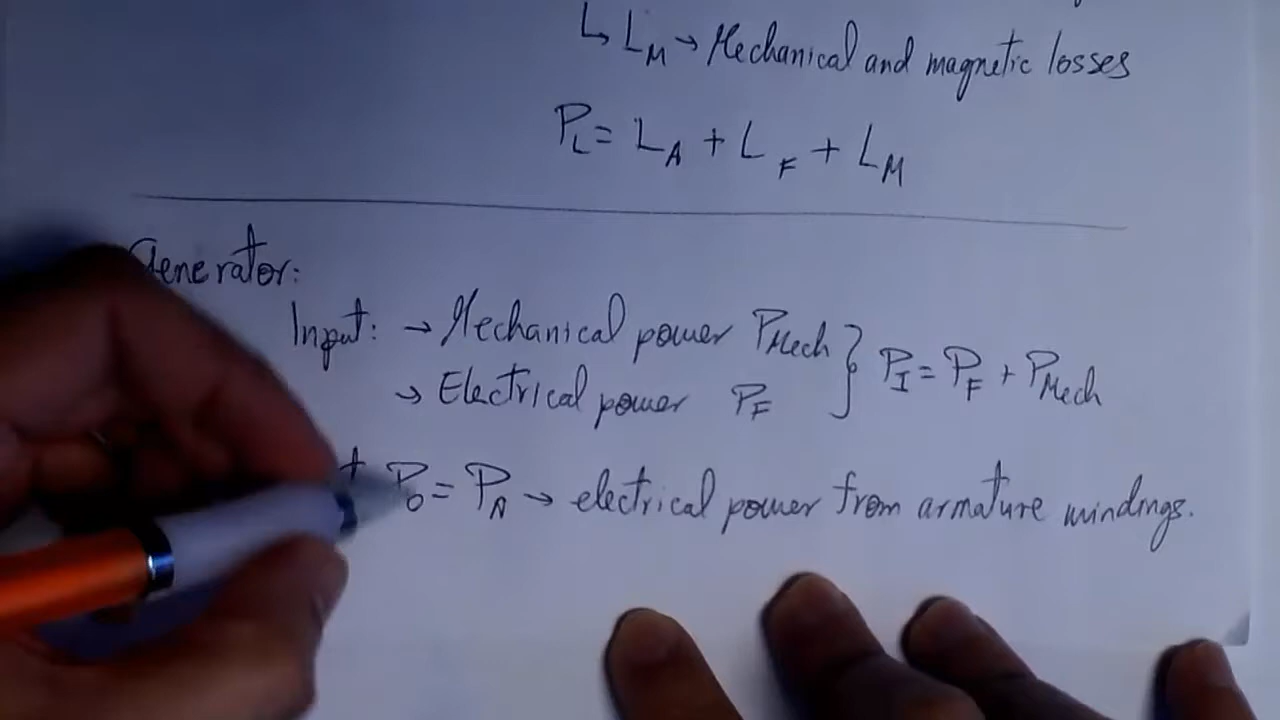 ↳ L_M → Mechanical and magnetic losses
P_L = L_A + L_F + L_M
Generator:
Input: → Mechanical power P_Mech } P_I = P_F + P_Mech
→ Electrical power P_F
P_O = P_A → electrical power from armature windings.